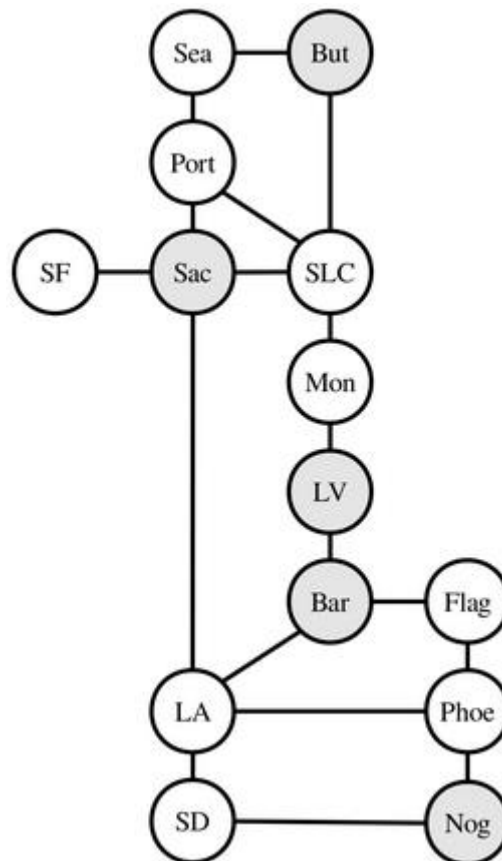 Sea But
Port
SF Sac SLC
Mon
LV
Bar Flag
LA Phoe
SD Nog